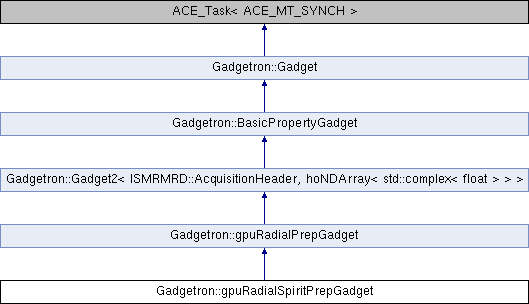 ACE_Task< ACE_MT_SYNCH >
Gadgetron::Gadget
Gadgetron::BasicPropertyGadget
Gadgetron::Gadget2< ISMRMRD::AcquisitionHeader, hoNDArray< std::complex< float > > >
Gadgetron::gpuRadialPrepGadget
Gadgetron::gpuRadialSpiritPrepGadget